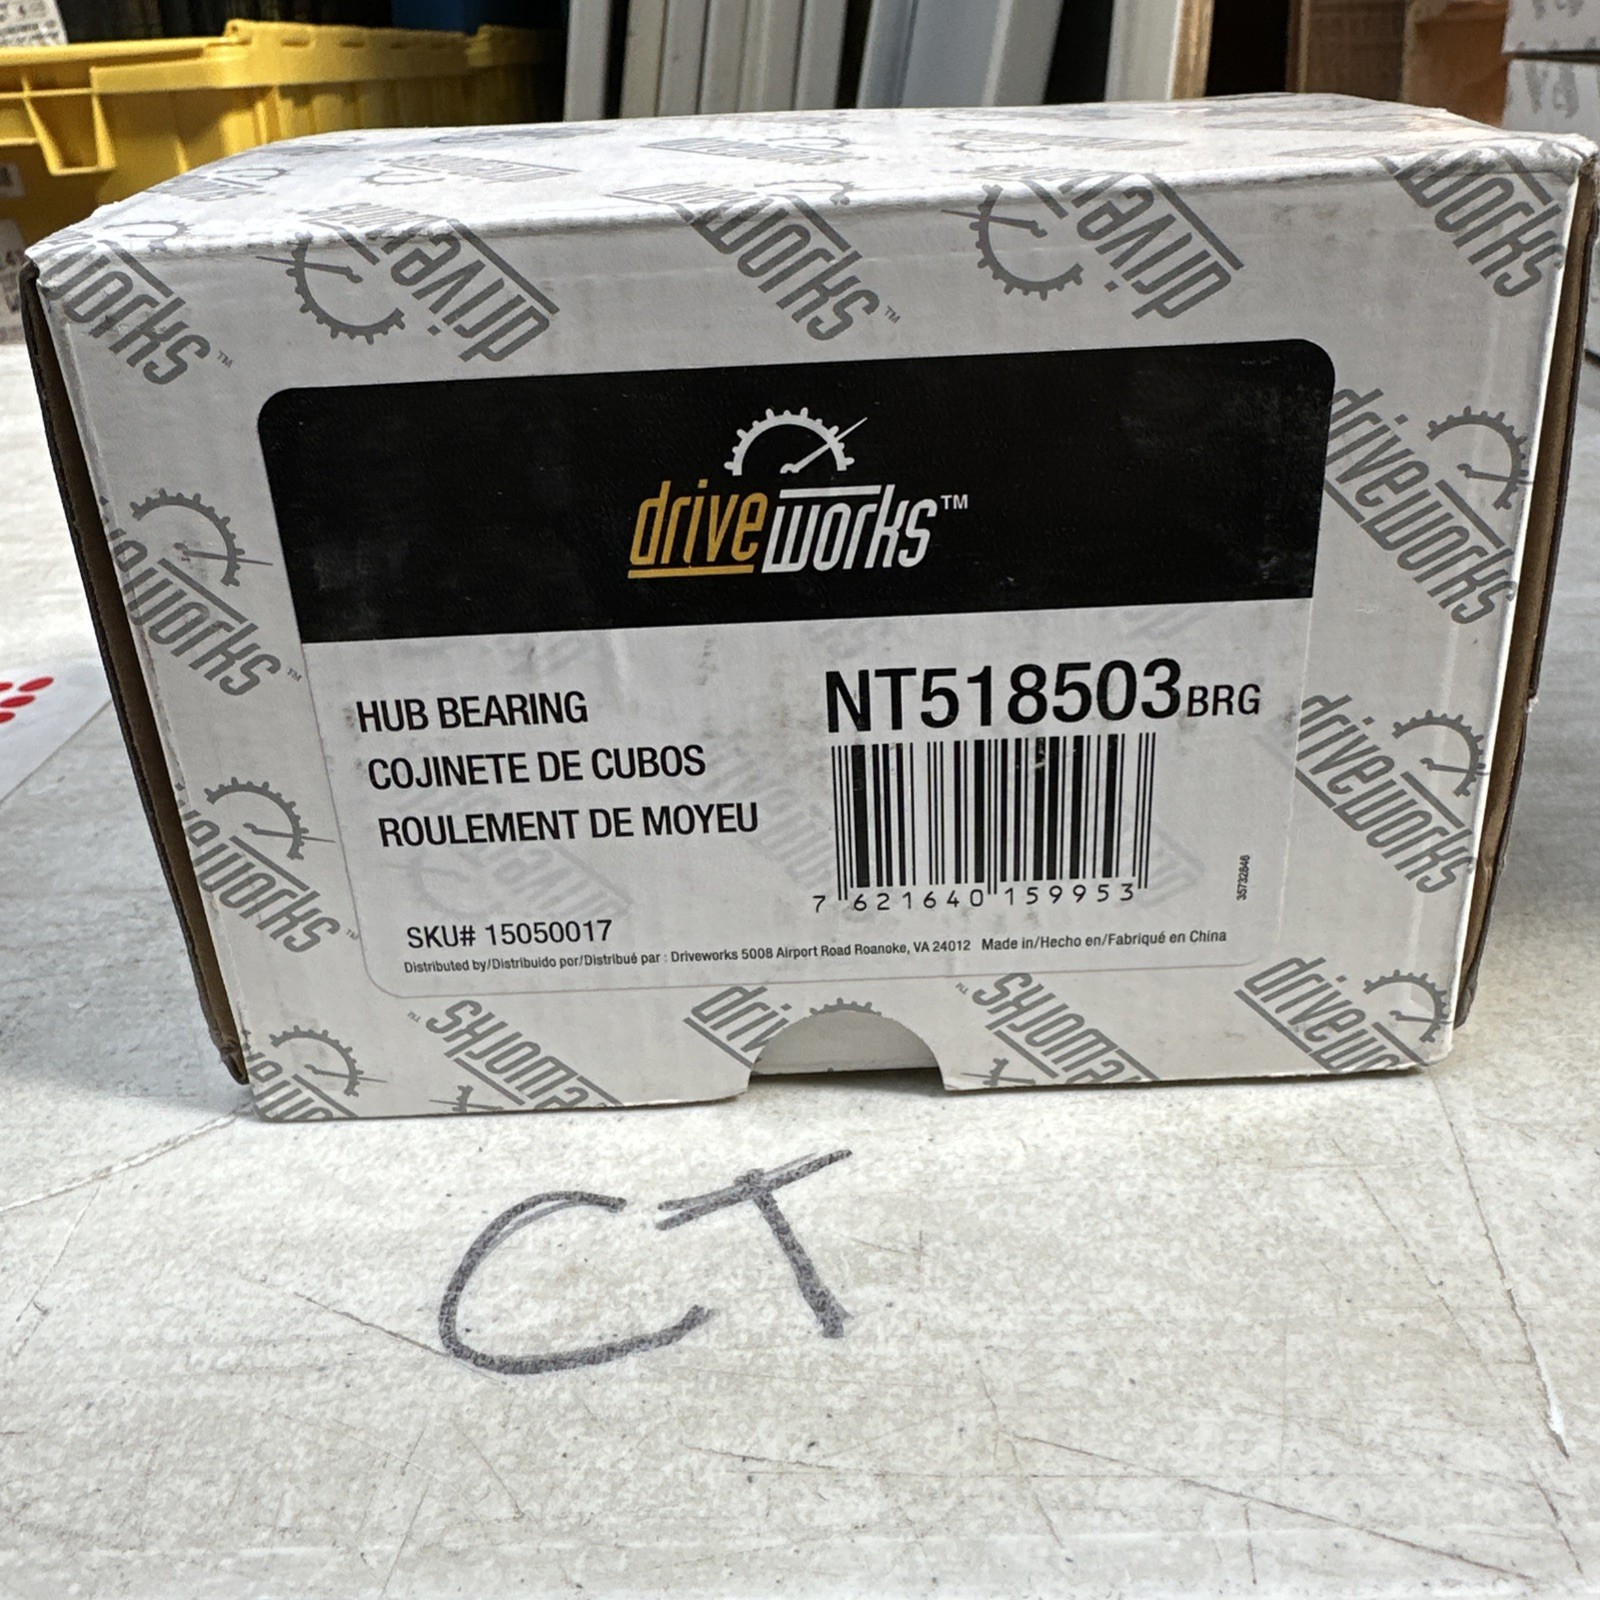 driveworks™
HUB BEARING
COJINETE DE CUBOS
ROULEMENT DE MOYEU
NT518503BRG
7 621640 159953
35732846
SKU# 15050017
Distributed by/Distribuido por/Distribué par : Driveworks 5008 Airport Road Roanoke, VA 24012 Made in/Hecho en/Fabriqué en China
CT